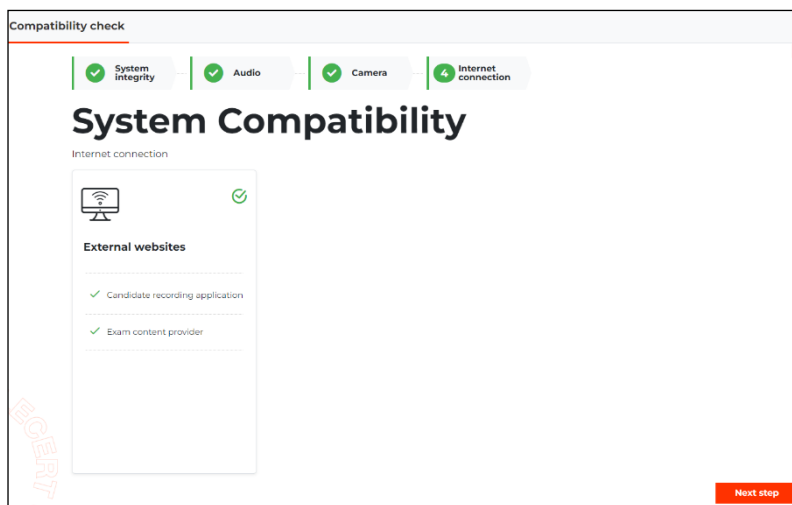 Compatibility check
System
integrity
Audio
Camera
4
Internet
connection
System Compatibility
Internet connection
External websites
Candidate recording application
Exam content provider
ECERT
Next step